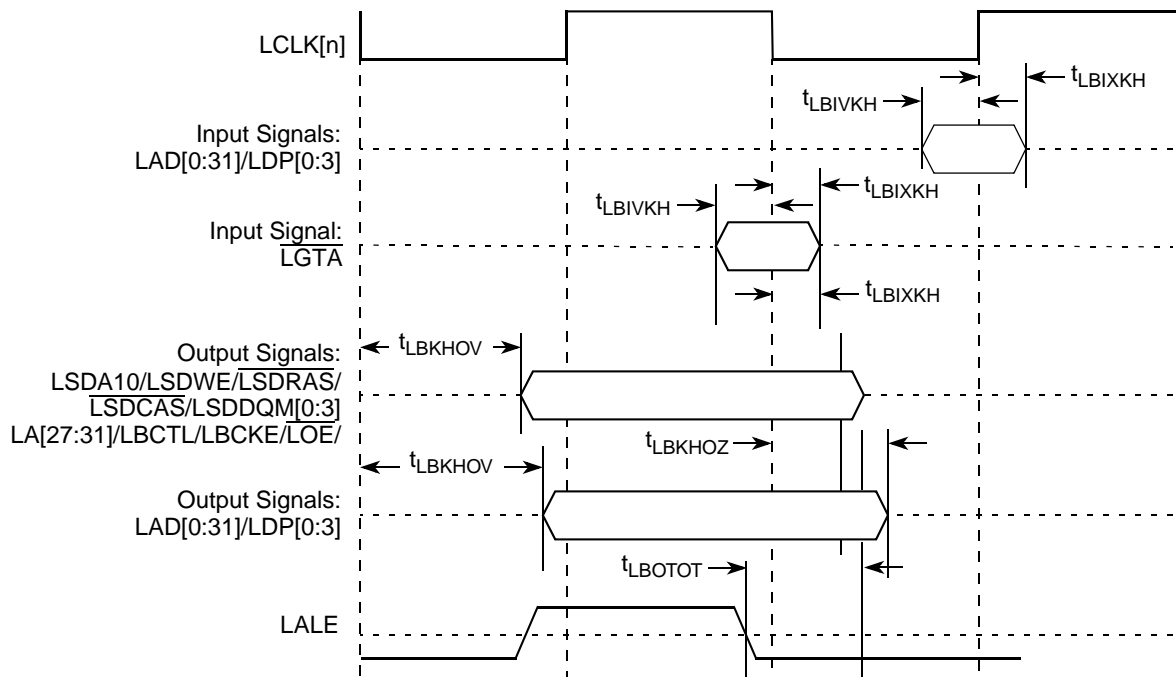 LCLK[n]
tLBIXKH
tLBIVKH
Input Signals:
LAD[0:31]/LDP[0:3]
tLBIXKH
tLBIVKH
Input Signal:
LGTA
tLBIXKH
tLBKHOV
Output Signals:
LSDA10/LSDWE/LSDRAS/
LSDCAS/LSDDQM[0:3]
LA[27:31]/LBCTL/LBCKE/LOE/
tLBKHOZ
tLBKHOV
Output Signals:
LAD[0:31]/LDP[0:3]
tLBOTOT
LALE